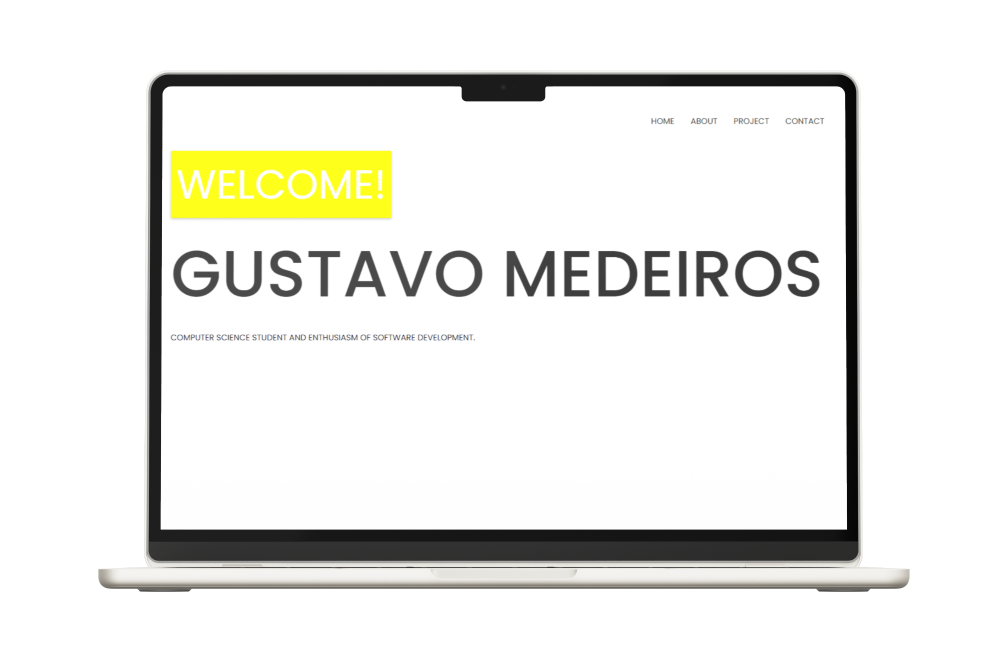 HOME ABOUT PROJECT CONTACT
WELCOME!
GUSTAVO MEDEIROS
COMPUTER SCIENCE STUDENT AND ENTHUSIASM OF SOFTWARE DEVELOPMENT.